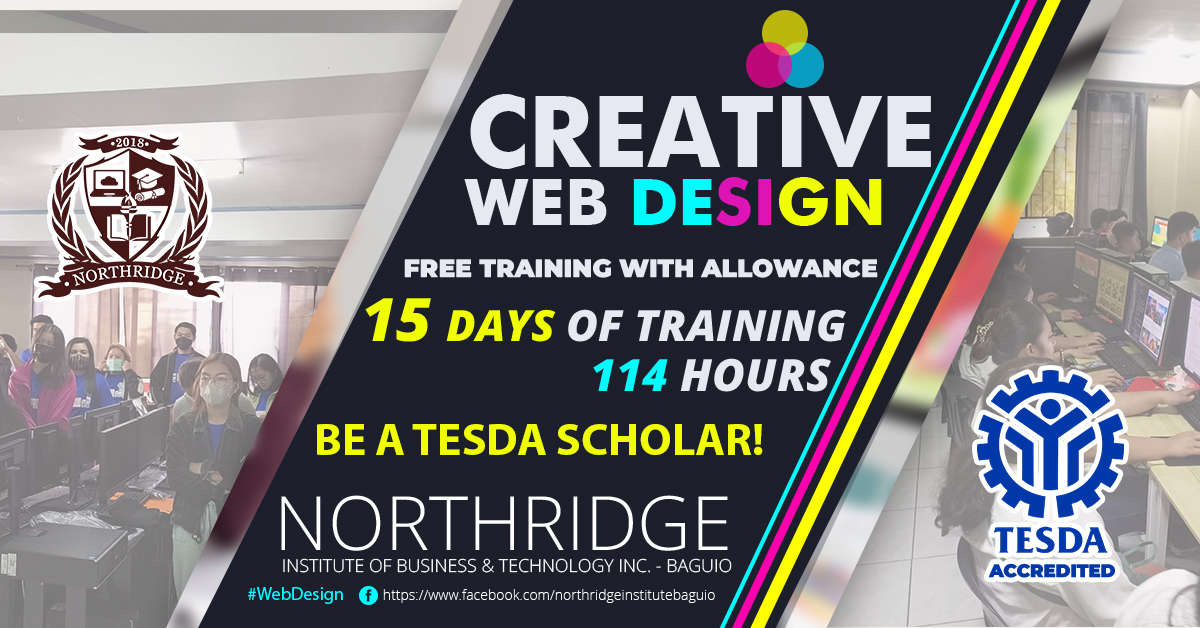 CREATIVE
WEB DESIGN
FREE TRAINING WITH ALLOWANCE
15 DAYS OF TRAINING
114 HOURS
BE A TESDA SCHOLAR!
NORTHRIDGE
INSTITUTE OF BUSINESS & TECHNOLOGY INC. - BAGUIO
#WebDesign https://www.facebook.com/northridgeinstitutebaguio
·2018·
·NORTHRIDGE·
TESDA
ACCREDITED